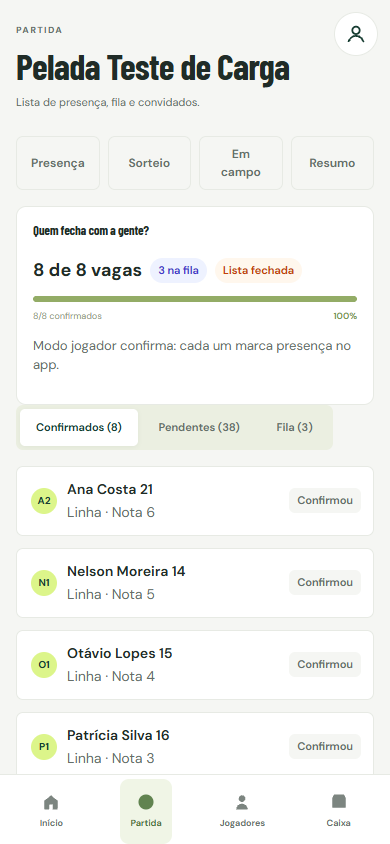 PARTIDA
Pelada Teste de Carga
Lista de presença, fila e convidados.
Presença
Sorteio
Em
campo
Resumo
Quem fecha com a gente?
8 de 8 vagas
3 na fila
Lista fechada
8/8 confirmados
100%
Modo jogador confirma: cada um marca presença no
app.
Confirmados (8)
Pendentes (38)
Fila (3)
A2
Ana Costa 21
Linha · Nota 6
Confirmou
N1
Nelson Moreira 14
Linha · Nota 5
Confirmou
O1
Otávio Lopes 15
Linha · Nota 4
Confirmou
P1
Patrícia Silva 16
Linha · Nota 3
Confirmou
Início
Partida
Jogadores
Caixa